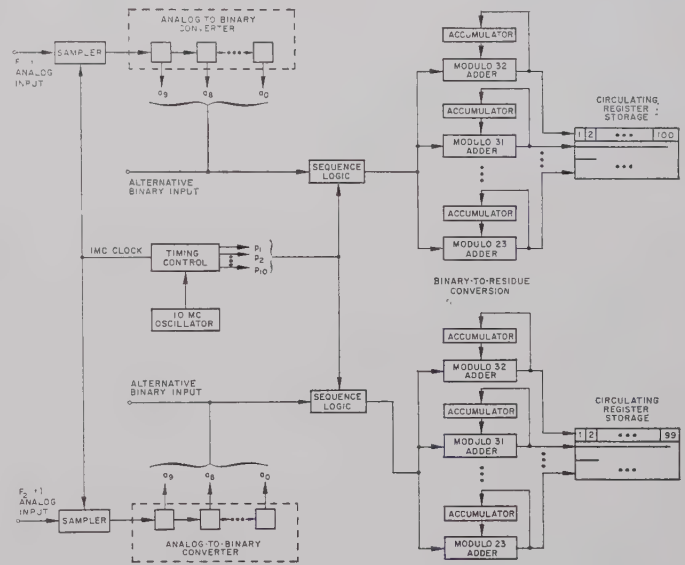 ANALOG TO BINARY
CONVERTER
SAMPLER
ANALOG
INPUT
a9 a8 a0
ALTERNATIVE
BINARY INPUT
SEQUENCE
LOGIC
ACCUMULATOR
MODULO 32
ADDER
ACCUMULATOR
MODULO 31
ADDER
ACCUMULATOR
MODULO 23
ADDER
CIRCULATING
REGISTER
STORAGE
1 2 ••• 100
1MC CLOCK
TIMING
CONTROL
P1
P2
P10
10 MC
OSCILLATOR
BINARY-TO-RESIDUE
CONVERSION
ALTERNATIVE
BINARY INPUT
SEQUENCE
LOGIC
ACCUMULATOR
MODULO 32
ADDER
ACCUMULATOR
MODULO 31
ADDER
ACCUMULATOR
MODULO 23
ADDER
CIRCULATING
REGISTER
STORAGE
1 2 ••• 99
a9 a8 a0
ANALOG
INPUT
SAMPLER
ANALOG-TO-BINARY
CONVERTER